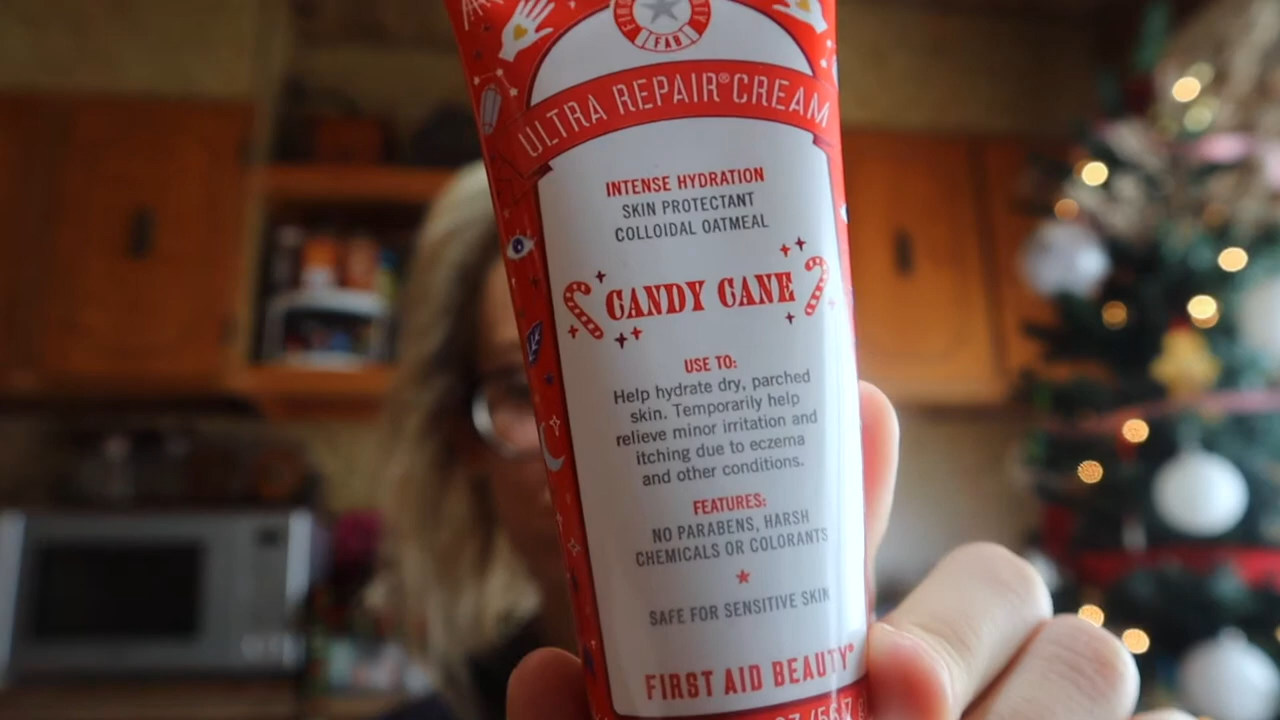 FAB
ULTRA REPAIR® CREAM
INTENSE HYDRATION
SKIN PROTECTANT
COLLOIDAL OATMEAL
CANDY CANE
USE TO:
Help hydrate dry, parched
skin. Temporarily help
relieve minor irritation and
itching due to eczema
and other conditions.
FEATURES:
NO PARABENS, HARSH
CHEMICALS OR COLORANTS
SAFE FOR SENSITIVE SKIN
FIRST AID BEAUTY®